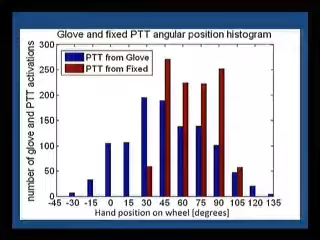 Glove and fixed PTT angular position histogram
number of glove and PTT activations
300
250
200
150
100
50
0
PTT from Glove
PTT from Fixed
-45 -30 -15 0 15 30 45 60 75 90 105 120 135
Hand position on wheel [degrees]